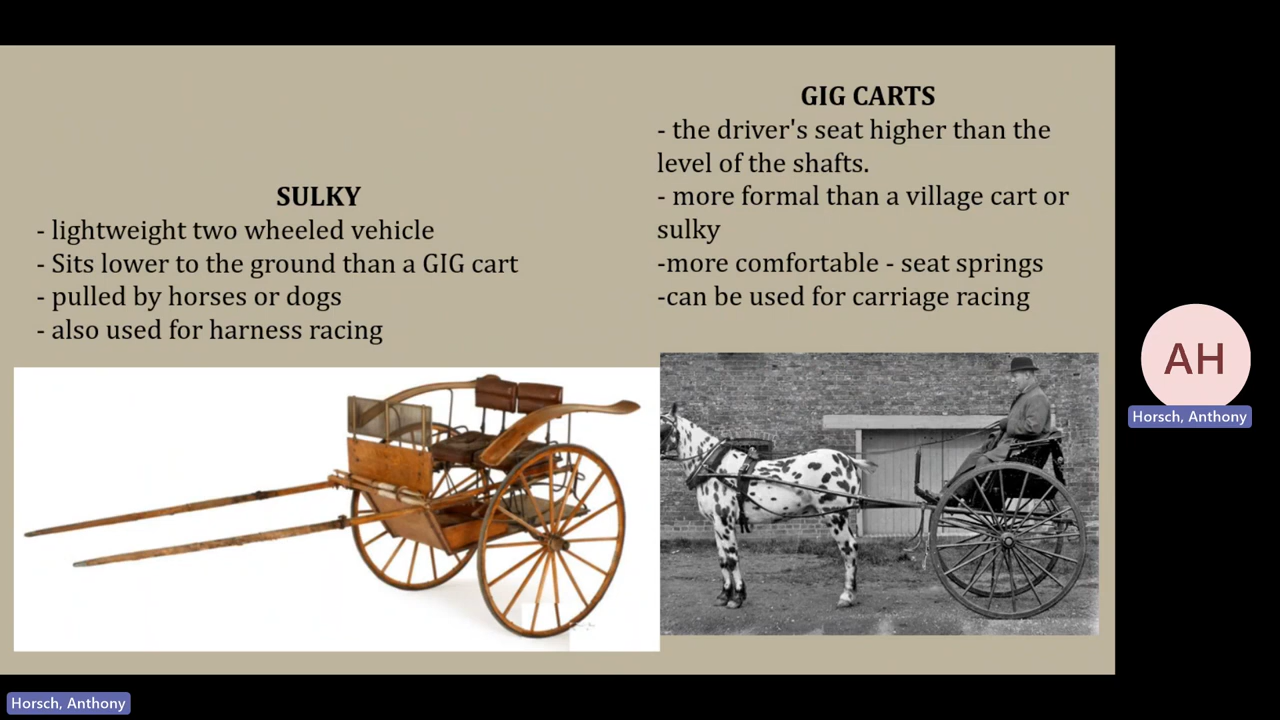 SULKY
- lightweight two wheeled vehicle
- Sits lower to the ground than a GIG cart
- pulled by horses or dogs
- also used for harness racing
GIG CARTS
- the driver's seat higher than the
level of the shafts.
- more formal than a village cart or
sulky
-more comfortable - seat springs
-can be used for carriage racing
AH
Horsch, Anthony
Horsch, Anthony